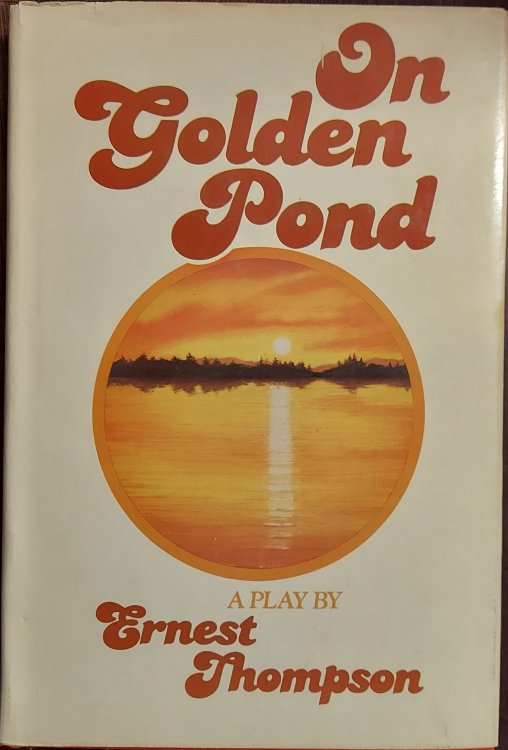 On
Golden
Pond
A PLAY BY
Ernest
Thompson